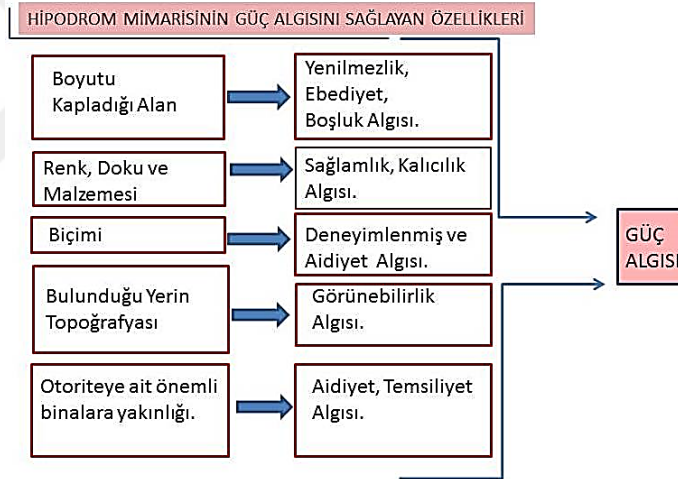 HİPODROM MİMARİSİNİN GÜÇ ALGISINI SAĞLAYAN ÖZELLİKLERİ
Boyutu
Kapladığı Alan
Yenilmezlik,
Ebediyet,
Boşluk Algısı.
Renk, Doku ve
Malzemesi
Sağlamlık, Kalıcılık
Algısı.
Biçimi
Deneyimlenmiş ve
Aidiyet Algısı.
Bulunduğu Yerin
Topoğrafyası
Görünebilirlik
Algısı.
Otoriteye ait önemli
binalara yakınlığı.
Aidiyet, Temsiliyet
Algısı.
GÜÇ
ALGISI